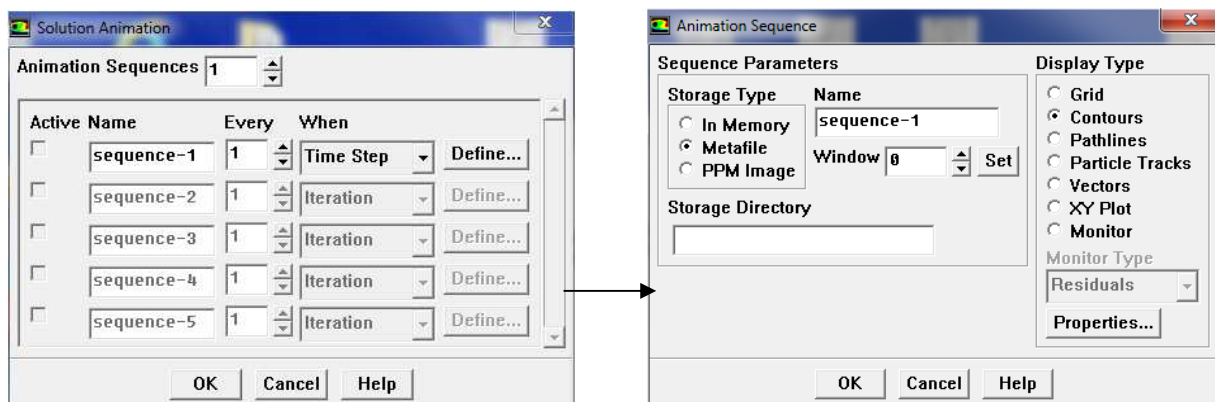 Solution Animation
x
Animation Sequences 1
Active Name Every When
sequence-1 1 Time Step Define...
sequence-2 1 Iteration Define...
sequence-3 1 Iteration Define...
sequence-4 1 Iteration Define...
sequence-5 1 Iteration Define...
OK Cancel Help
Animation Sequence
x
Sequence Parameters
Storage Type
In Memory
Metafile
PPM Image
Name
sequence-1
Window 0 Set
Storage Directory
Display Type
Grid
Contours
Pathlines
Particle Tracks
Vectors
XY Plot
Monitor
Monitor Type
Residuals
Properties...
OK Cancel Help